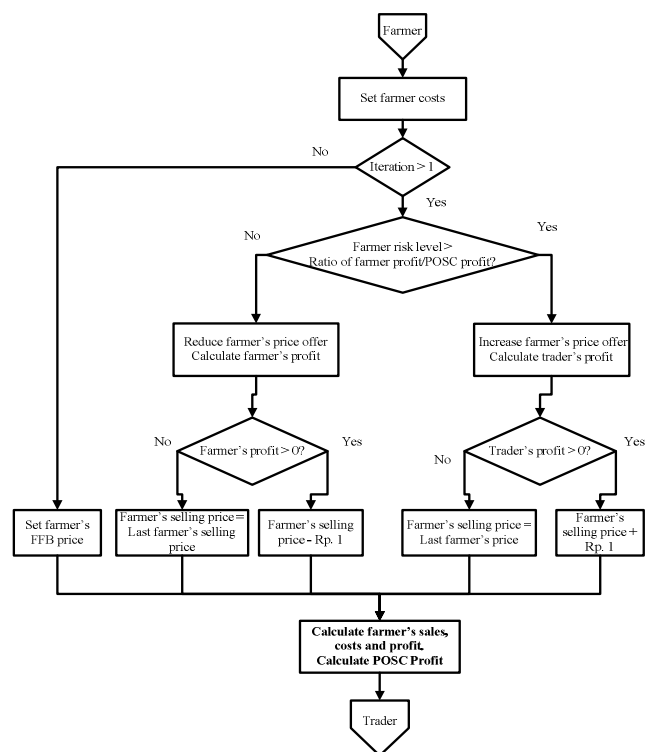 Farmer
Set farmer costs
No
Iteration > 1
Yes
No
Yes
Farmer risk level >
Ratio of farmer profit/POSC profit?
Reduce farmer's price offer
Calculate farmer's profit
Increase farmer's price offer
Calculate trader's profit
No
Farmer's profit > 0?
Yes
No
Trader's profit > 0?
Yes
Set farmer's
FFB price
Farmer's selling price =
Last farmer's selling
price
Farmer's selling
price - Rp. 1
Farmer's selling price =
Last farmer's price
Farmer's
selling price +
Rp. 1
Calculate farmer's sales,
costs and profit.
Calculate POSC Profit
Trader